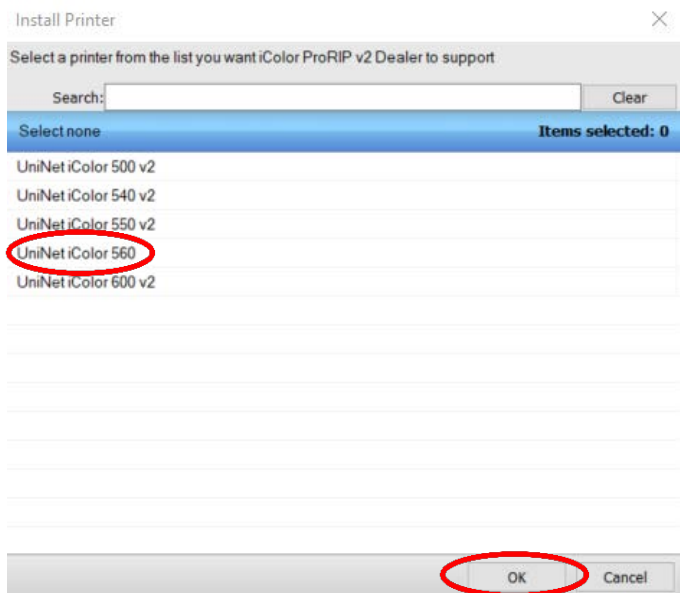 Install Printer
Select a printer from the list you want iColor ProRIP v2 Dealer to support
Search: Clear
Select none Items selected: 0
UniNet iColor 500 v2
UniNet iColor 540 v2
UniNet iColor 550 v2
UniNet iColor 560
UniNet iColor 600 v2
OK Cancel